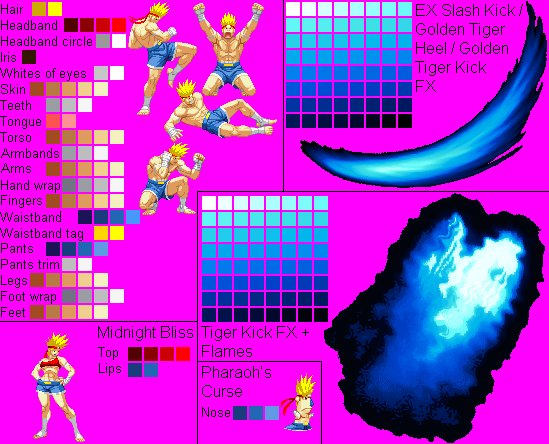 Hair
Headband
Headband circle
Iris
Whites of eyes
Skin
Teeth
Tongue
Torso
Armbands
Arms
Hand wrap
Fingers
Waistband
Waistband tag
Pants
Pants trim
Legs
Foot wrap
Feet
EX Slash Kick /
Golden Tiger
Heel / Golden
Tiger Kick
FX
Midnight Bliss
Top
Lips
Tiger Kick FX +
Flames
Pharaoh's
Curse
Nose